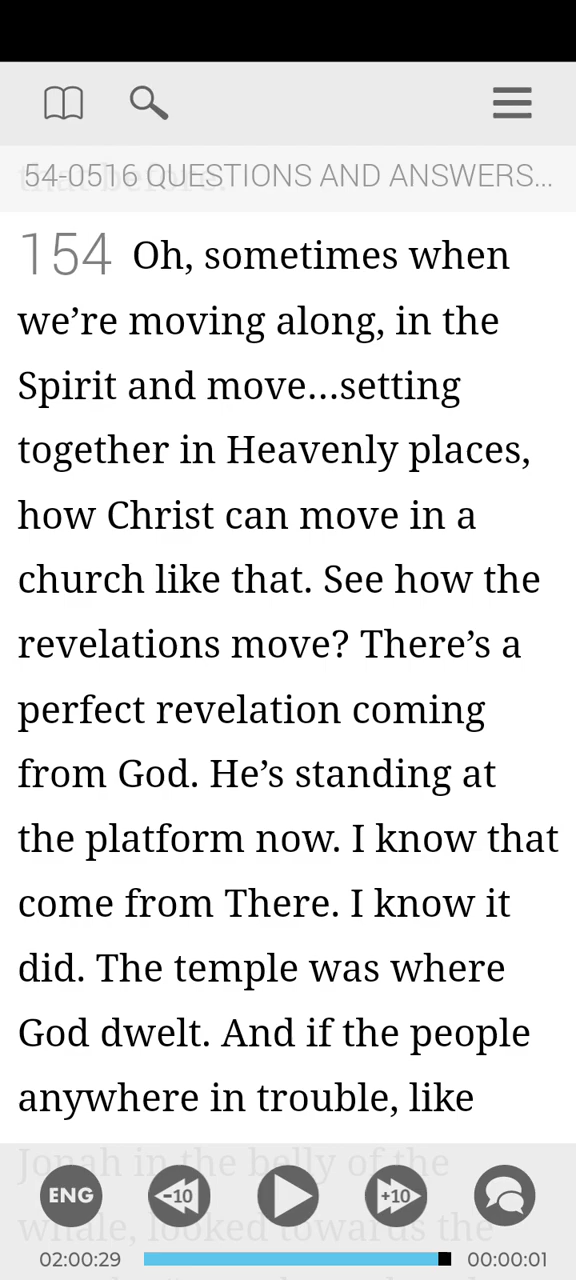 54-0516 QUESTIONS AND ANSWERS...
that before.
154 Oh, sometimes when
we’re moving along, in the
Spirit and move...setting
together in Heavenly places,
how Christ can move in a
church like that. See how the
revelations move? There’s a
perfect revelation coming
from God. He’s standing at
the platform now. I know that
come from There. I know it
did. The temple was where
God dwelt. And if the people
anywhere in trouble, like
Jonah in the belly of the
whale, looked towards the
ENG -10 +10
02:00:29 00:00:01